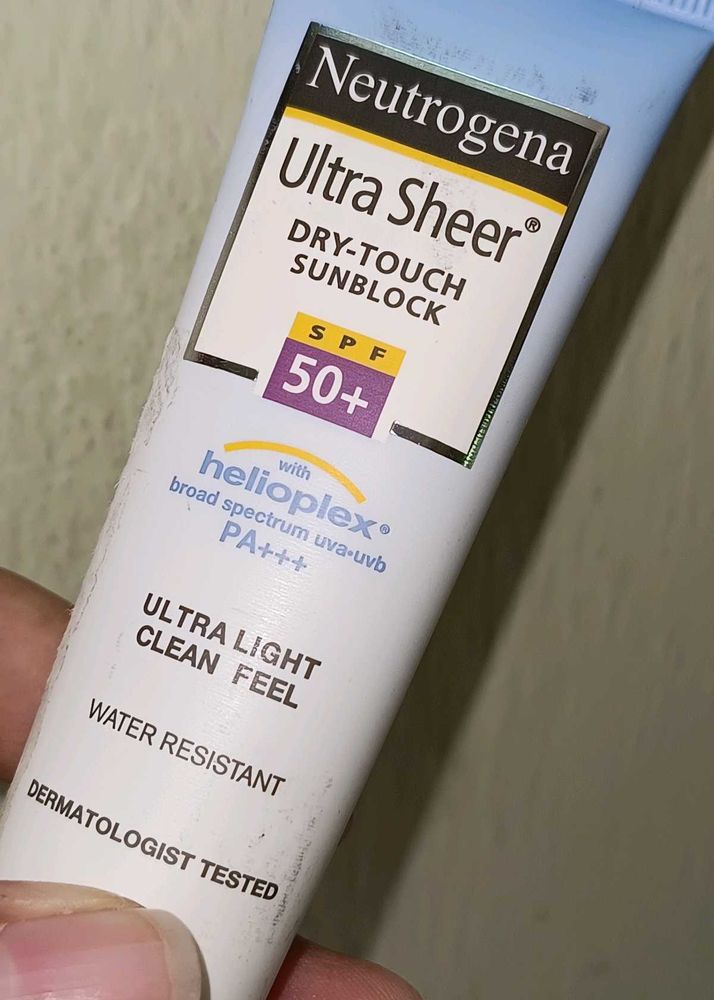 Neutrogena
Ultra Sheer®
DRY-TOUCH
SUNBLOCK
SPF
50+
with
helioplex®
broad spectrum uva•uvb
PA+++
ULTRA LIGHT
CLEAN FEEL
WATER RESISTANT
DERMATOLOGIST TESTED